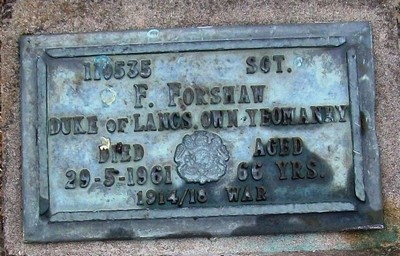 110535 SGT.
F. FORSHAW
DUKE OF LANCS. OWN YEOMANRY
DIED AGED
29-5-1961 66 YRS.
1914/18 WAR